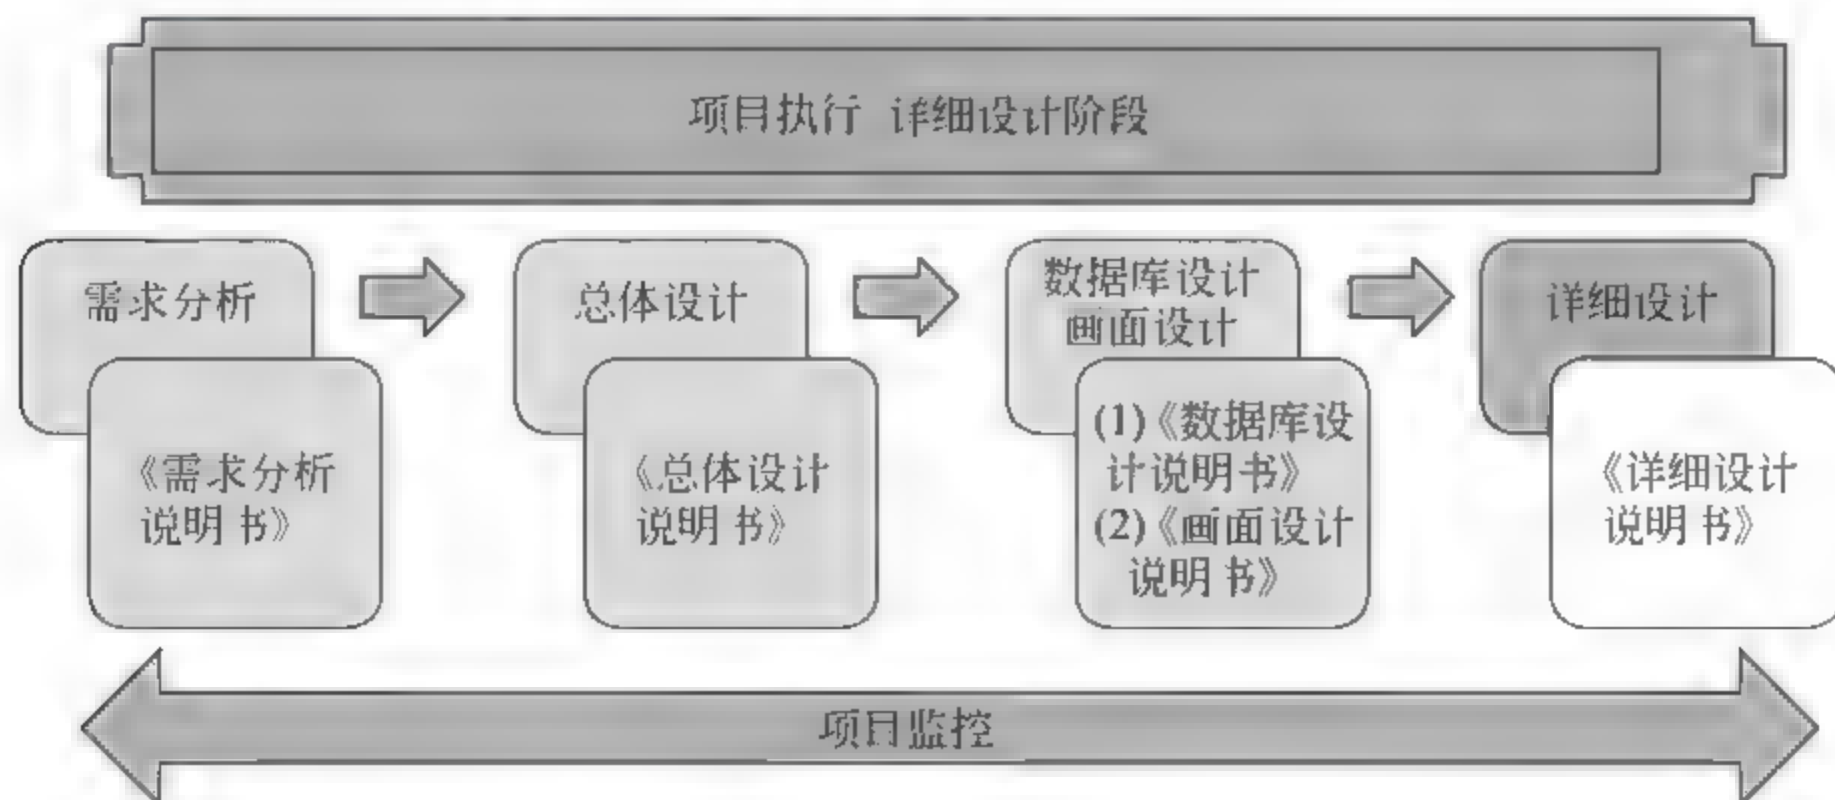 项目执行 详细设计阶段
需求分析
《需求分析
说明书》
总体设计
《总体设计
说明书》
数据库设计
画面设计
(1)《数据库设
计说明书》
(2)《画面设计
说明书》
详细设计
《详细设计
说明书》
项目监控